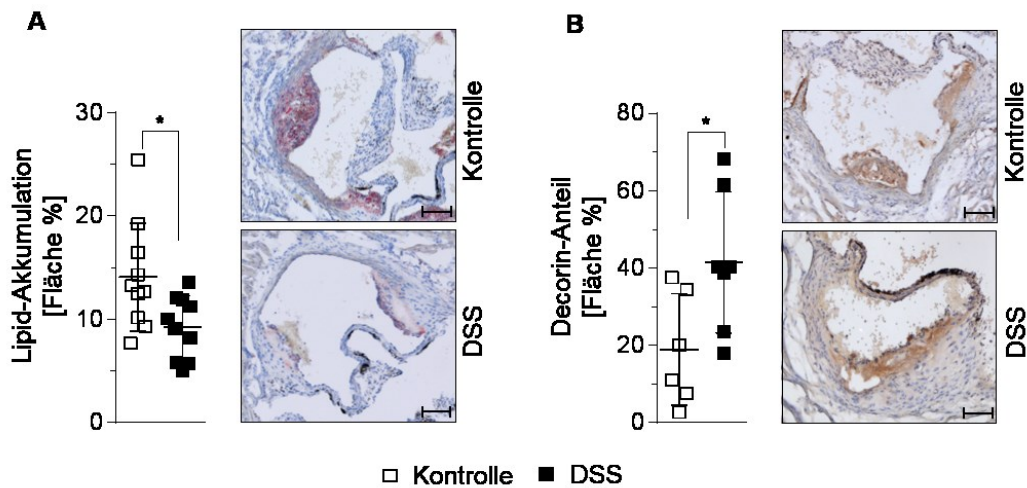 A
Lipid-Akkumulation
[Fläche %]
30
20
10
0
*
Kontrolle
DSS
B
Decorin-Anteil
[Fläche %]
80
60
40
20
0
*
Kontrolle
DSS
Kontrolle DSS